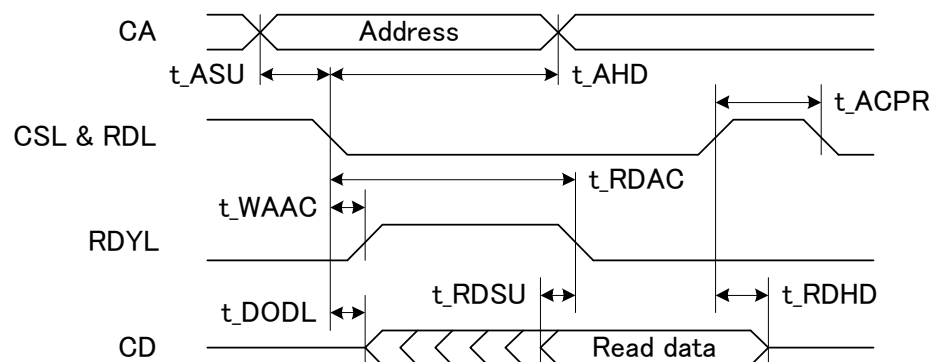 CA
Address
t_ASU
t_AHD
t_ACPR
CSL & RDL
t_RDAC
t_WAAC
RDYL
t_RDSU
t_RDHD
t_DODL
CD
Read data